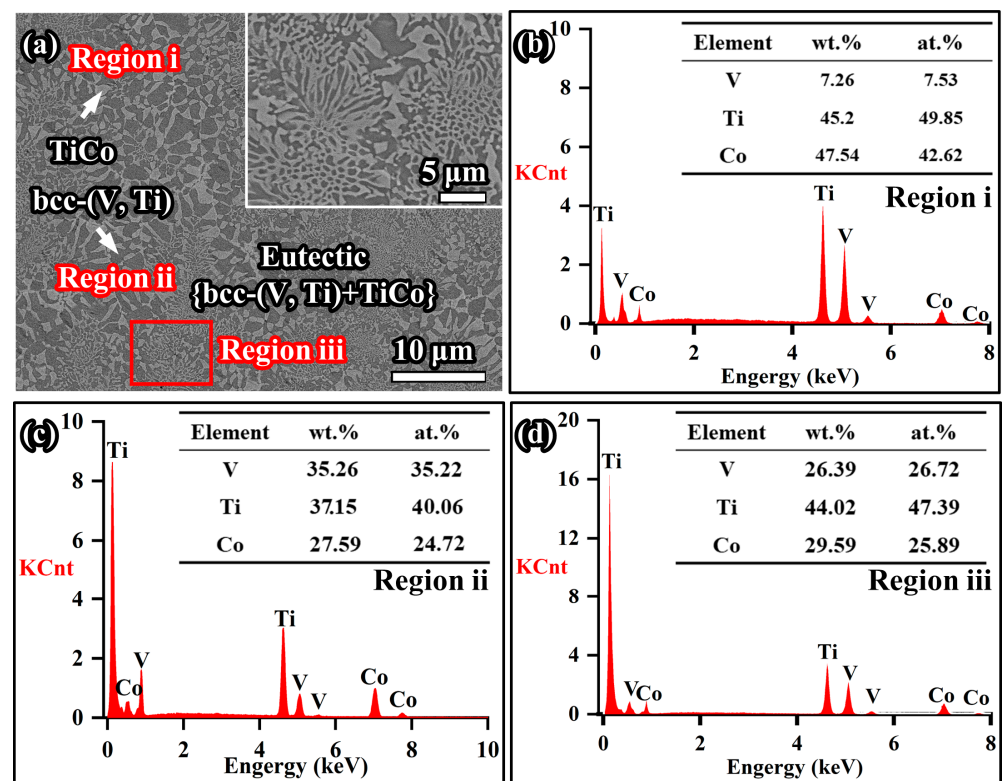 (a)
Region i
TiCo
bcc-(V, Ti)
Region ii
Eutectic
{bcc-(V, Ti)+TiCo}
Region iii
5 μm
10 μm
(b)
10
8
6
KCnt
4
2
0
Element wt.% at.%
V 7.26 7.53
Ti 45.2 49.85
Co 47.54 42.62
Region i
Ti V Co Ti V V Co Co
0 2 4 6 8
Engergy (keV)
(c)
10
8
6
KCnt
4
2
0
Element wt.% at.%
V 35.26 35.22
Ti 37.15 40.06
Co 27.59 24.72
Region ii
Ti Co V Ti V V Co Co
0 2 4 6 8 10
Engergy (keV)
(d)
20
16
12
KCnt
8
4
0
Element wt.% at.%
V 26.39 26.72
Ti 44.02 47.39
Co 29.59 25.89
Region iii
Ti V Co Ti V V Co Co
0 2 4 6 8
Engergy (keV)